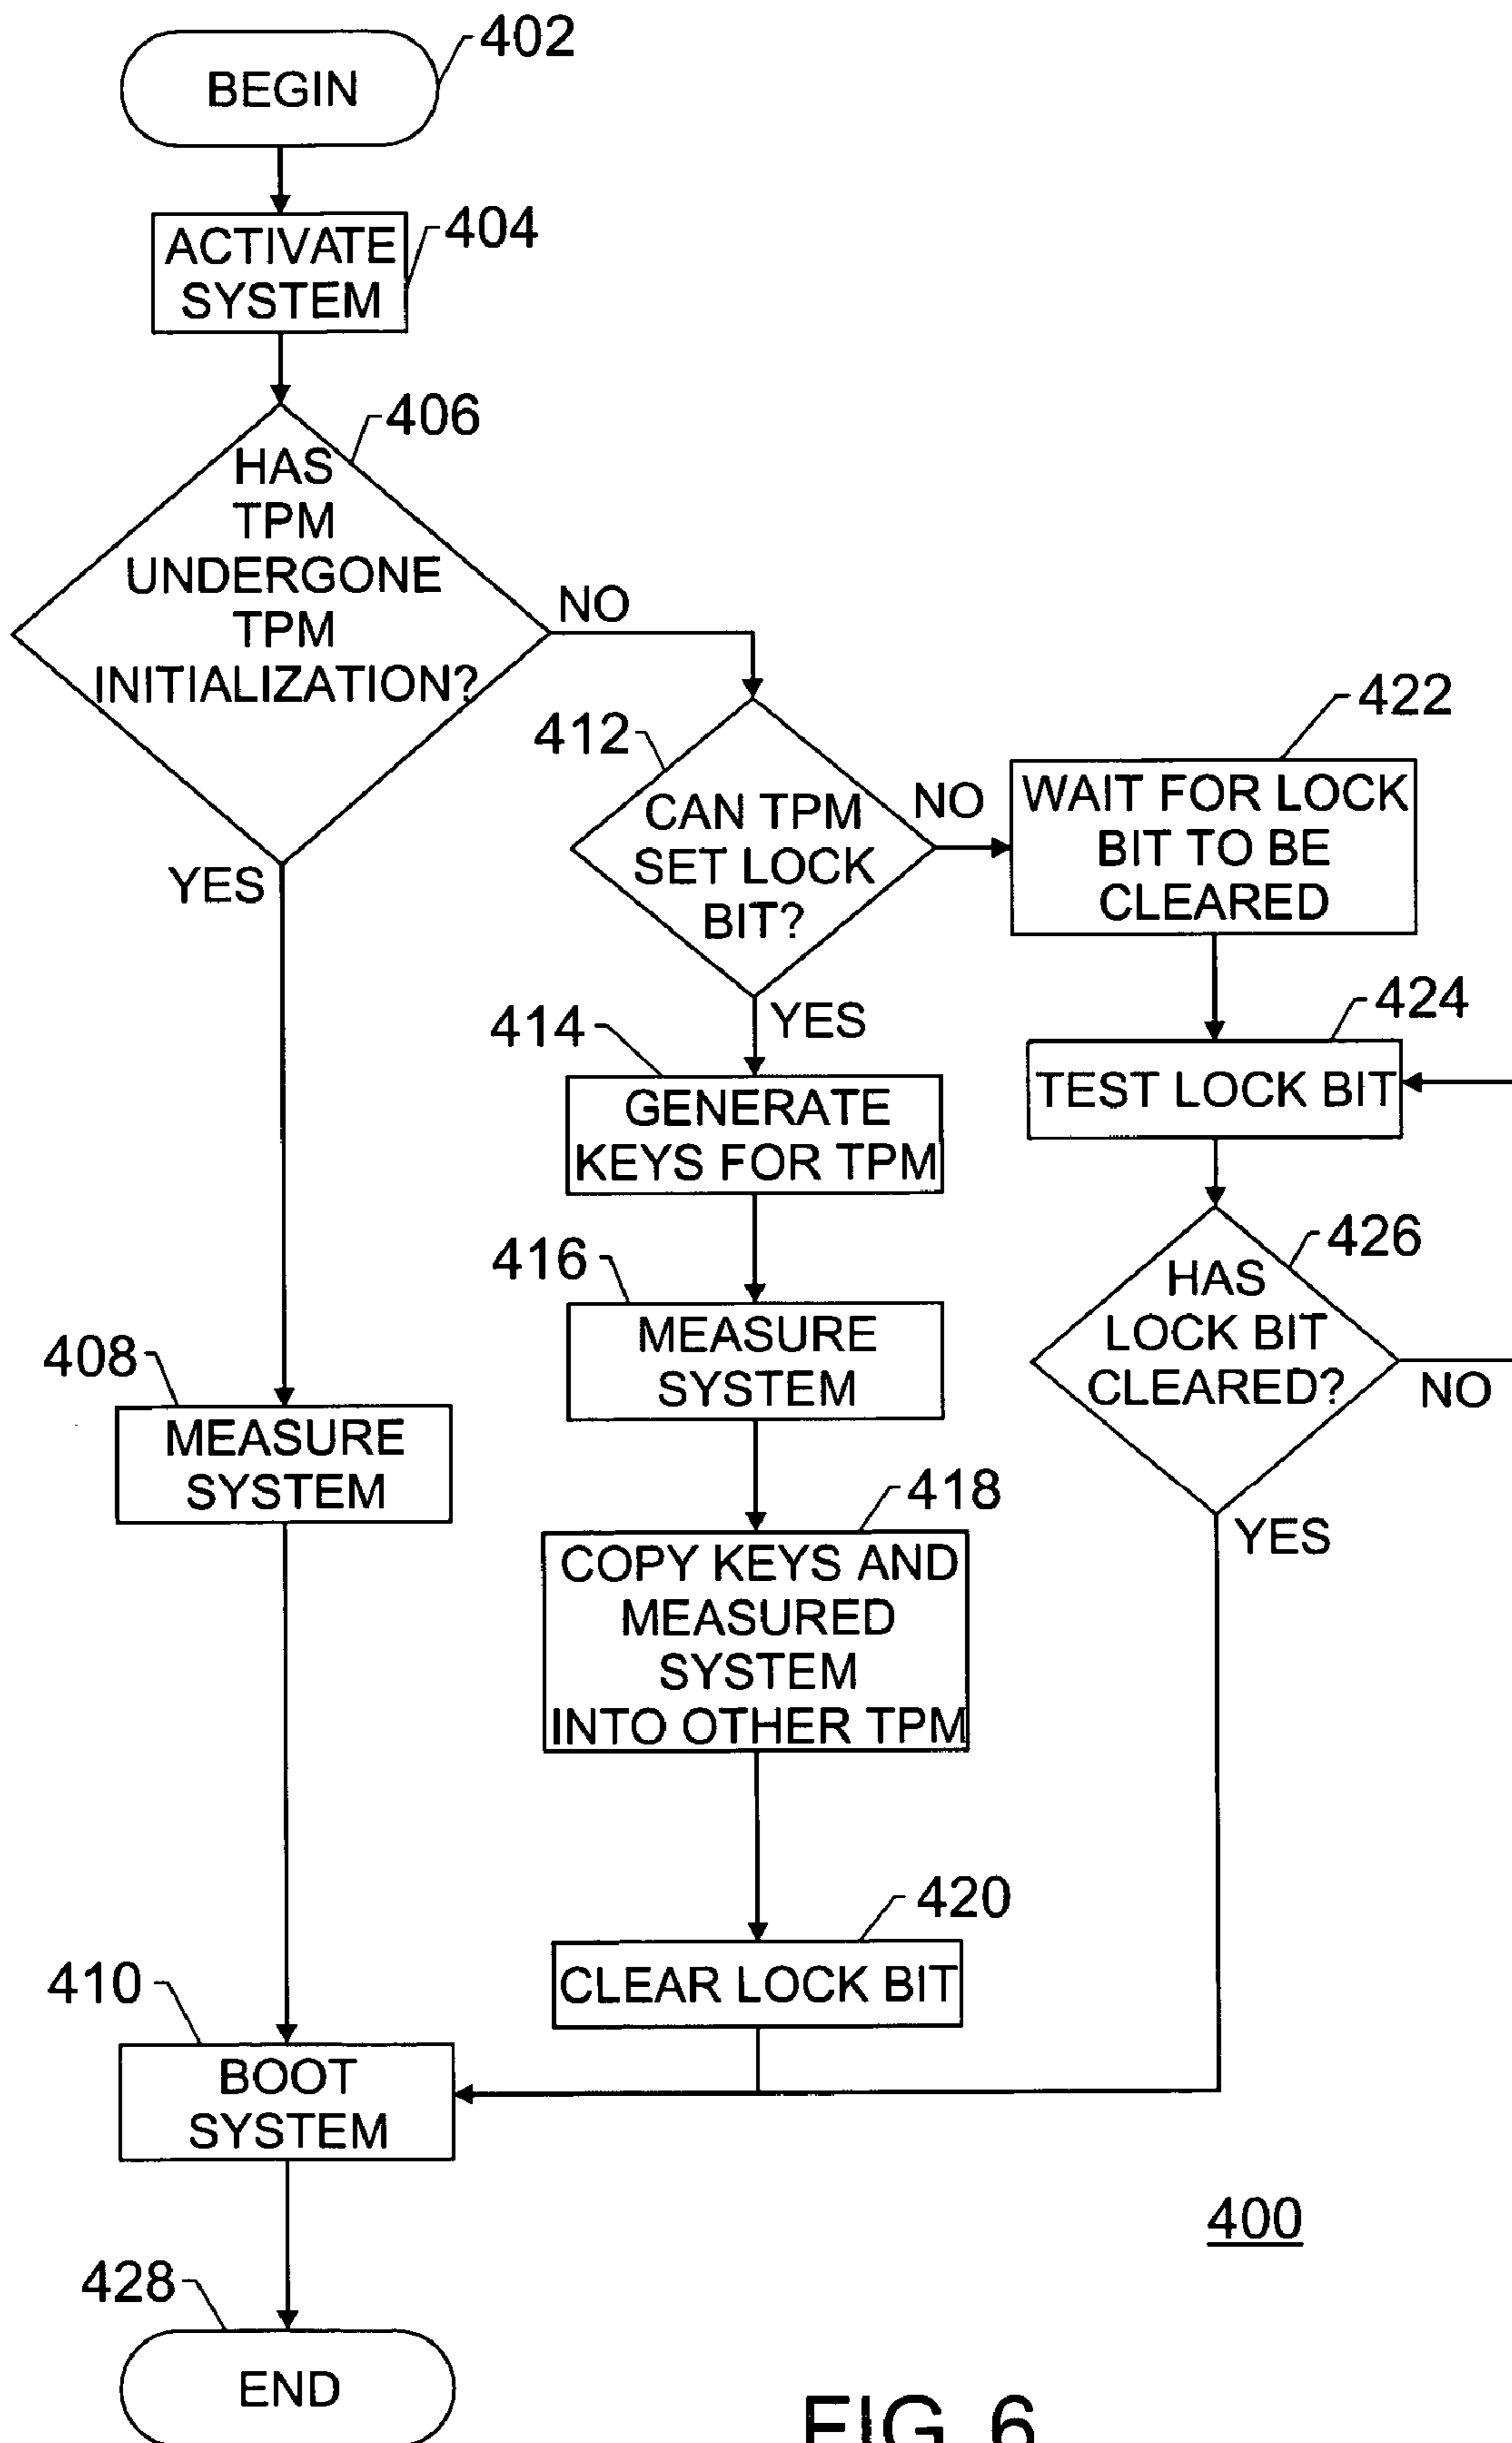 402
BEGIN
404
ACTIVATE
SYSTEM
406
HAS
TPM
UNDERGONE
TPM
INITIALIZATION?
NO
YES
412
CAN TPM
SET LOCK
BIT?
NO
YES
422
WAIT FOR LOCK
BIT TO BE
CLEARED
424
TEST LOCK BIT
414
GENERATE
KEYS FOR TPM
426
HAS
LOCK BIT
CLEARED?
NO
YES
416
MEASURE
SYSTEM
408
MEASURE
SYSTEM
418
COPY KEYS AND
MEASURED
SYSTEM
INTO OTHER TPM
420
CLEAR LOCK BIT
410
BOOT
SYSTEM
400
428
END
FIG. 6